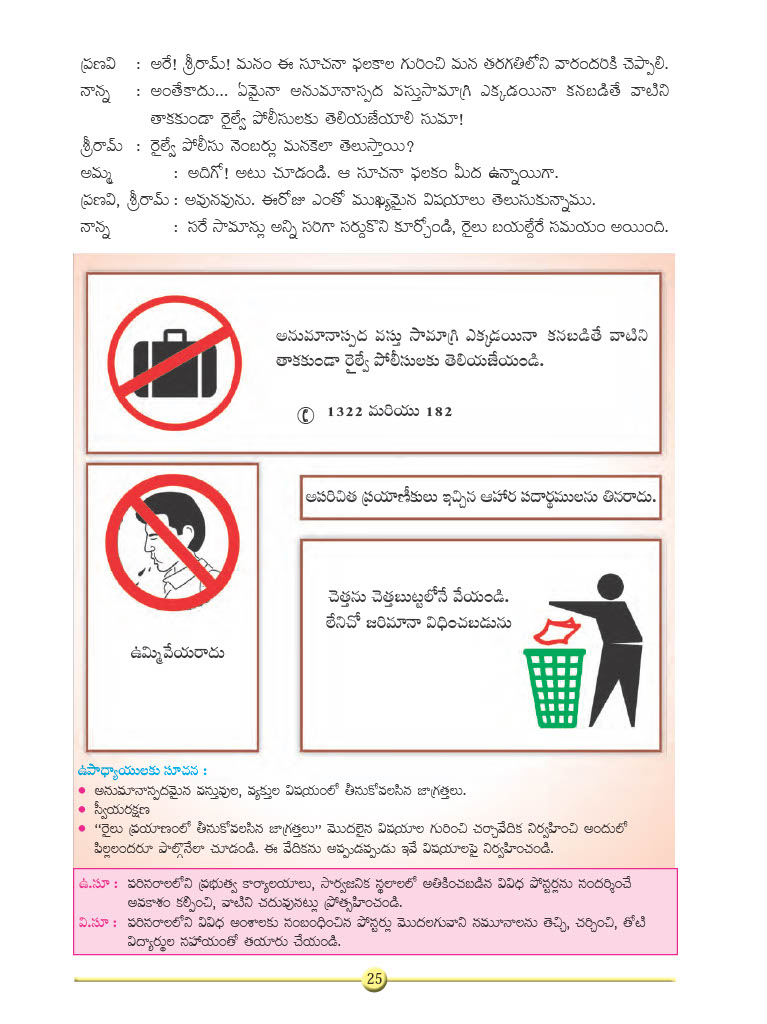 ప్రణవి : అరే! శ్రీరామ్! మనం ఈ సూచనా ఫలకాల గురించి మన తరగతిలోని వారందరికి చెప్పాలి.
నాన్న : అంతేకాదు... ఏమైనా అనుమానాస్పద వస్తుసామాగ్రి ఎక్కడయినా కనబడితే వాటిని
తాకకుండా రైల్వే పోలీసులకు తెలియజేయాలి సుమా!
శ్రీరామ్ : రైల్వే పోలీసు నెంబర్లు మనకెలా తెలుస్తాయి?
అమ్మ : అదిగో! అటు చూడండి. ఆ సూచనా ఫలకం మీద ఉన్నాయిగా.
ప్రణవి, శ్రీరామ్ : అవునవును. ఈరోజు ఎంతో ముఖ్యమైన విషయాలు తెలుసుకున్నాము.
నాన్న : సరే సామాన్లు అన్ని సరిగా సర్దుకొని కూర్చోండి, రైలు బయల్దేరే సమయం అయింది.
అనుమానాస్పద వస్తు సామాగ్రి ఎక్కడయినా కనబడితే వాటిని
తాకకుండా రైల్వే పోలీసులకు తెలియజేయండి.
✆ 1322 మరియు 182
అపరిచిత ప్రయాణీకులు ఇచ్చిన ఆహార పదార్థములను తినరాదు.
ఉమ్మివేయరాదు
చెత్తను చెత్తబుట్టలోనే వేయండి.
లేనిచో జరిమానా విధించబడును
ఉపాధ్యాయులకు సూచన :
● అనుమానాస్పదమైన వస్తువుల, వ్యక్తుల విషయంలో తీసుకోవలసిన జాగ్రత్తలు.
● స్వీయరక్షణ
● "రైలు ప్రయాణంలో తీసుకోవలసిన జాగ్రత్తలు" మొదలైన విషయాల గురించి చర్చావేదిక నిర్వహించి అందులో
పిల్లలందరూ పాల్గొనేలా చూడండి. ఈ వేదికను అప్పుడప్పుడు ఇవే విషయాలపై నిర్వహించండి.
ఉ.సూ : పరిసరాలలోని ప్రభుత్వ కార్యాలయాలు, సార్వజనిక స్థలాలలో అతికించబడిన వివిధ పోస్టర్లను సందర్శించే
అవకాశం కల్పించి, వాటిని చదువునట్లు ప్రోత్సహించండి.
వి.సూ : పరిసరాలలోని వివిధ అంశాలకు సంబంధించిన పోస్టర్లు మొదలగువాని నమూనాలను తెచ్చి, చర్చించి, తోటి
విద్యార్థుల సహాయంతో తయారు చేయండి.
25